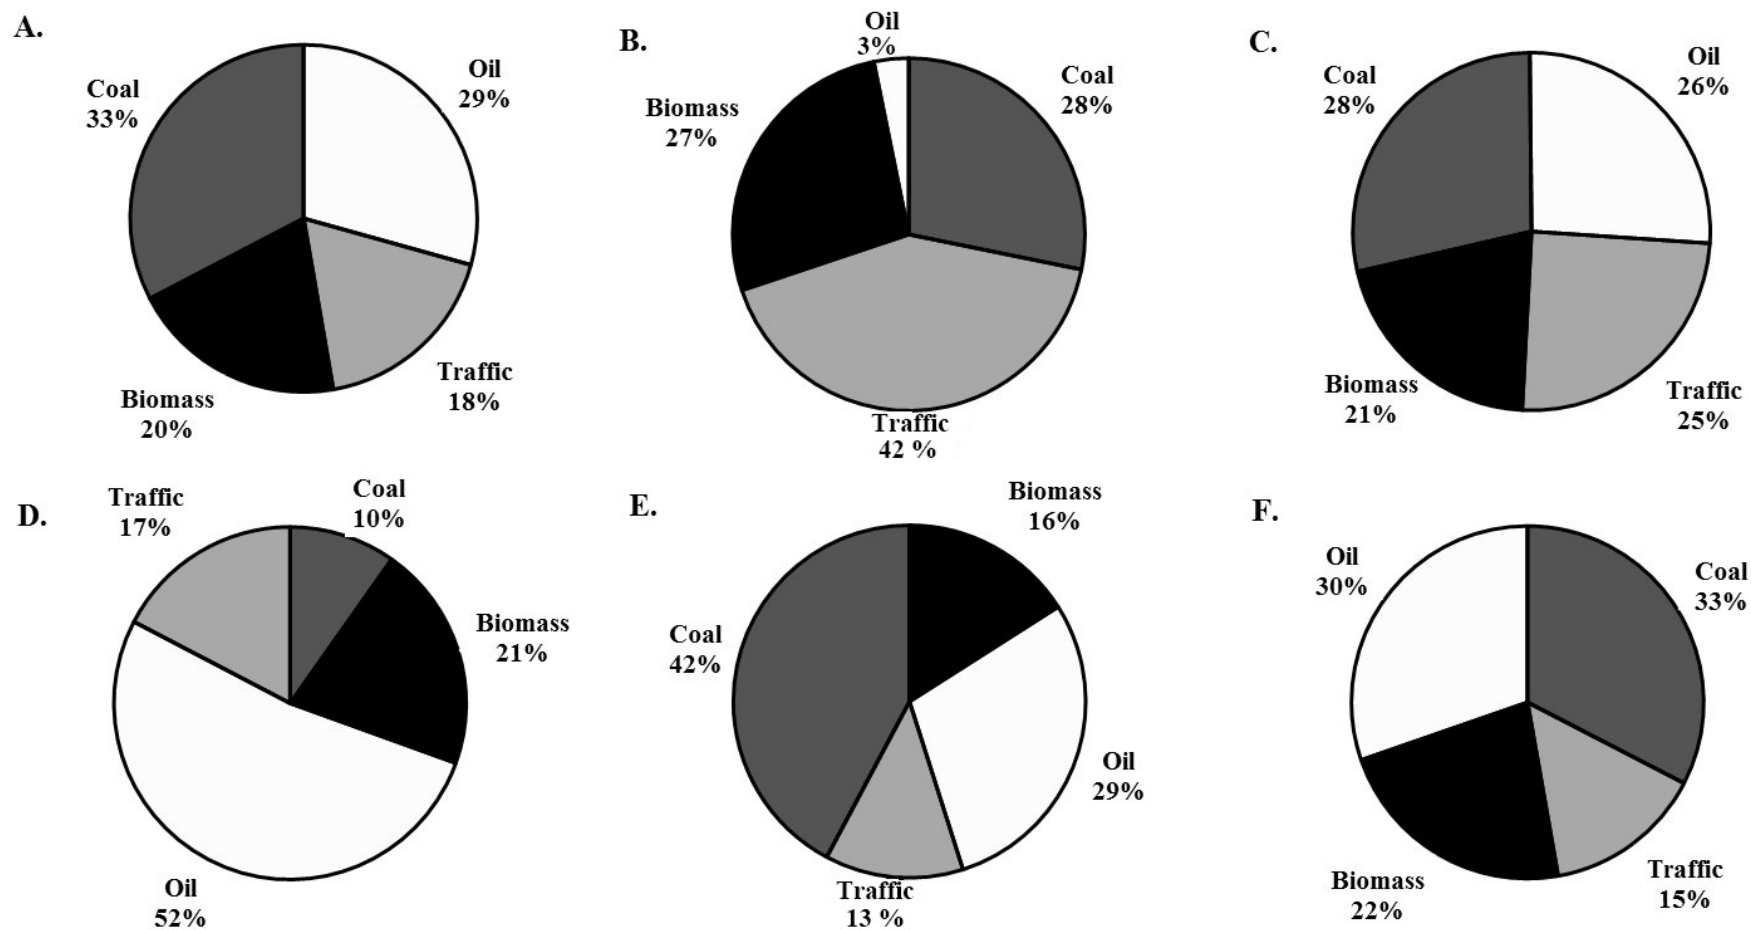 A.
Coal
33%
Oil
29%
Traffic
18%
Biomass
20%
B.
Oil
3%
Coal
28%
Biomass
27%
Traffic
42 %
C.
Coal
28%
Oil
26%
Biomass
21%
Traffic
25%
D.
Traffic
17%
Coal
10%
Biomass
21%
Oil
52%
E.
Biomass
16%
Coal
42%
Oil
29%
Traffic
13 %
F.
Oil
30%
Coal
33%
Traffic
15%
Biomass
22%